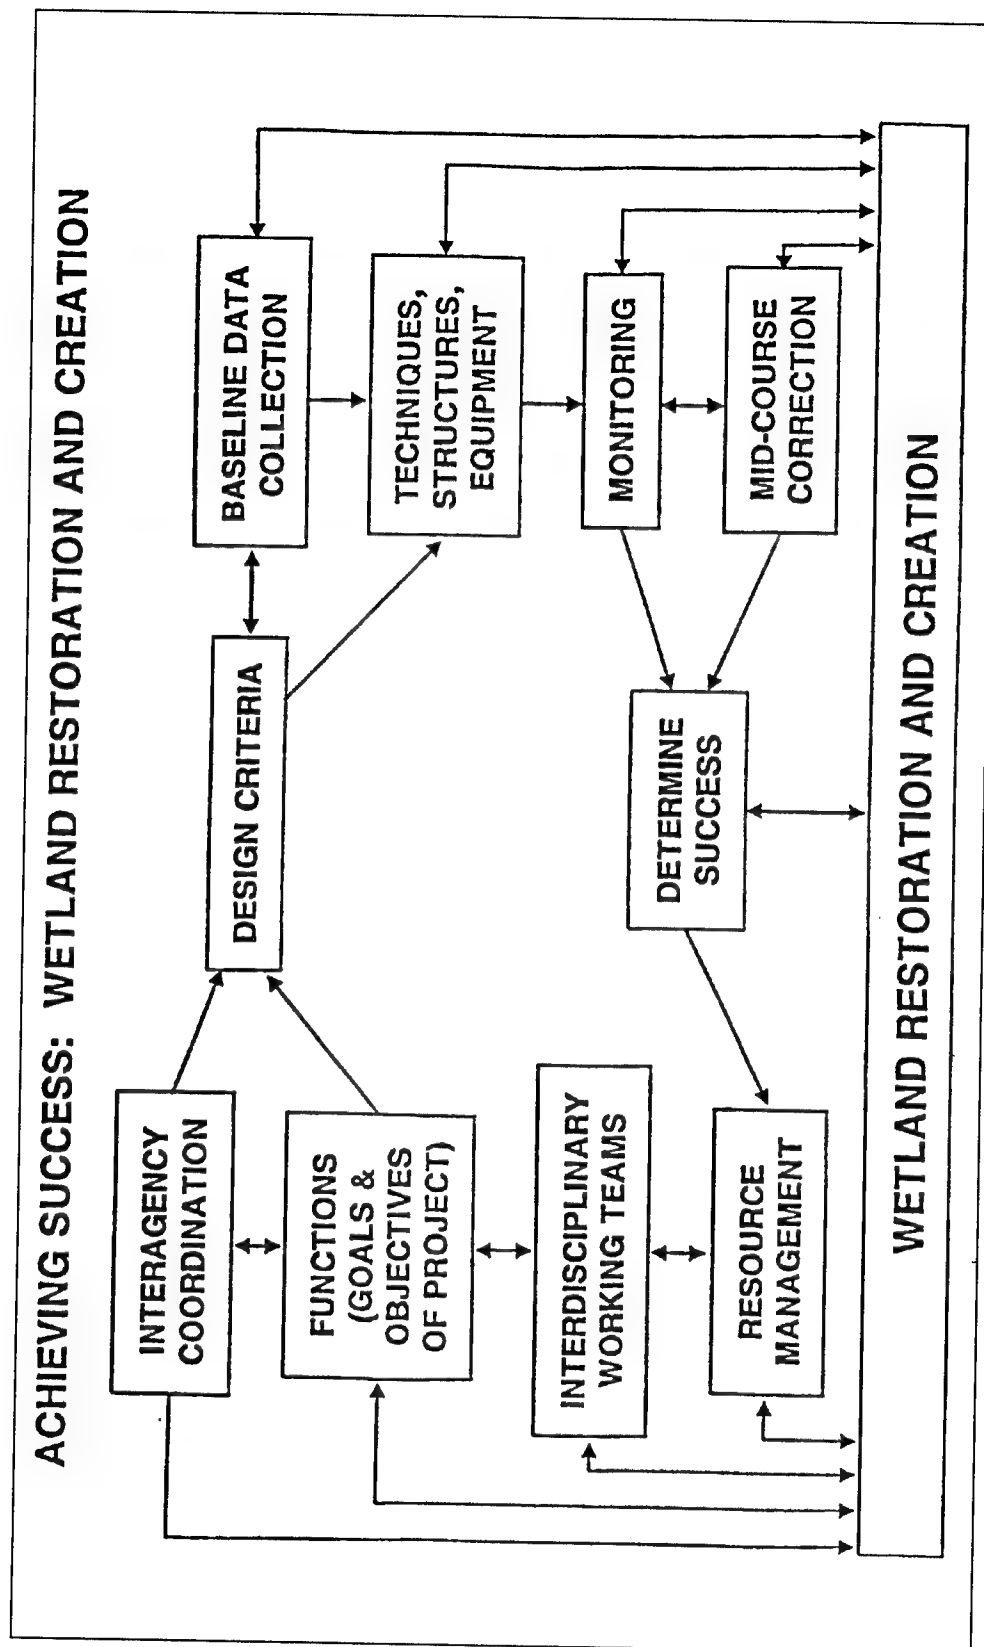 ACHIEVING SUCCESS: WETLAND RESTORATION AND CREATION
INTERAGENCY
COORDINATION
FUNCTIONS
(GOALS &
OBJECTIVES
OF PROJECT)
INTERDISCIPLINARY
WORKING TEAMS
RESOURCE
MANAGEMENT
DESIGN CRITERIA
DETERMINE
SUCCESS
BASELINE DATA
COLLECTION
TECHNIQUES,
STRUCTURES,
EQUIPMENT
MONITORING
MID-COURSE
CORRECTION
WETLAND RESTORATION AND CREATION